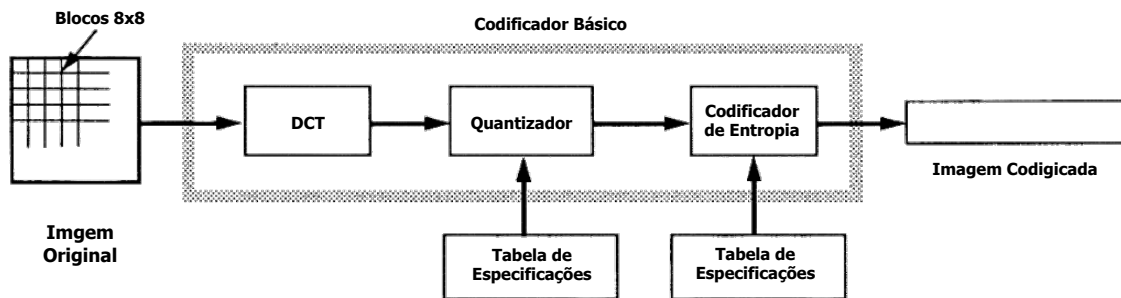 Blocos 8x8
Codificador Básico
DCT
Quantizador
Codificador
de Entropia
Imagem Codigicada
Imgem
Original
Tabela de
Especificações
Tabela de
Especificações